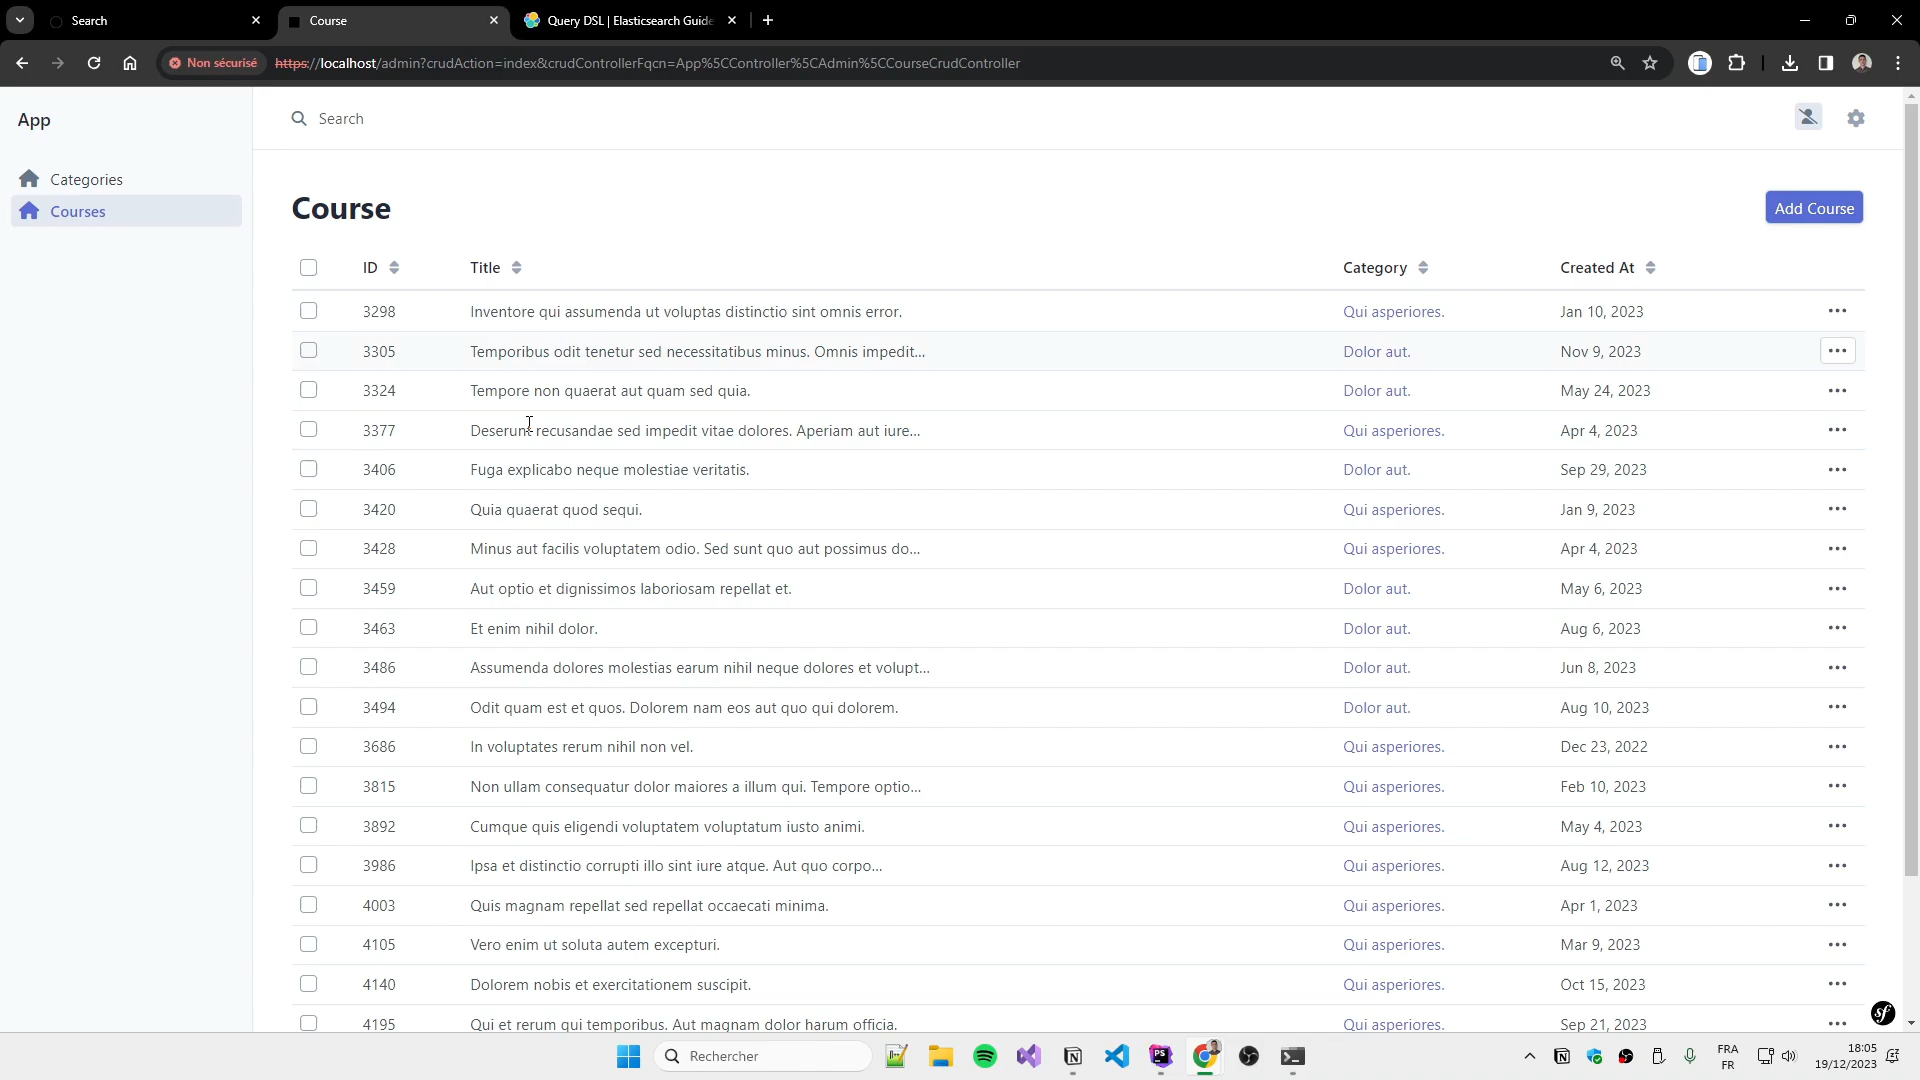 Search
Course
Query DSL | Elasticsearch Guide
Non sécurisé
https://localhost/admin?crudAction=index&crudControllerFqcn=App%5CController%5CAdmin%5CCourseCrudController
App
Search
Categories
Courses
Course
Add Course
ID Title Category Created At
3298 Inventore qui assumenda ut voluptas distinctio sint omnis error. Qui asperiores. Jan 10, 2023
3305 Temporibus odit tenetur sed necessitatibus minus. Omnis impedit... Dolor aut. Nov 9, 2023
3324 Tempore non quaerat aut quam sed quia. Dolor aut. May 24, 2023
3377 Deserunt recusandae sed impedit vitae dolores. Aperiam aut iure... Qui asperiores. Apr 4, 2023
3406 Fuga explicabo neque molestiae veritatis. Dolor aut. Sep 29, 2023
3420 Quia quaerat quod sequi. Qui asperiores. Jan 9, 2023
3428 Minus aut facilis voluptatem odio. Sed sunt quo aut possimus do... Qui asperiores. Apr 4, 2023
3459 Aut optio et dignissimos laboriosam repellat et. Dolor aut. May 6, 2023
3463 Et enim nihil dolor. Dolor aut. Aug 6, 2023
3486 Assumenda dolores molestias earum nihil neque dolores et volupt... Dolor aut. Jun 8, 2023
3494 Odit quam est et quos. Dolorem nam eos aut quo qui dolorem. Dolor aut. Aug 10, 2023
3686 In voluptates rerum nihil non vel. Qui asperiores. Dec 23, 2022
3815 Non ullam consequatur dolor maiores a illum qui. Tempore optio... Qui asperiores. Feb 10, 2023
3892 Cumque quis eligendi voluptatem voluptatum iusto animi. Qui asperiores. May 4, 2023
3986 Ipsa et distinctio corrupti illo sint iure atque. Aut quo corpo... Qui asperiores. Aug 12, 2023
4003 Quis magnam repellat sed repellat occaecati minima. Qui asperiores. Apr 1, 2023
4105 Vero enim ut soluta autem excepturi. Qui asperiores. Mar 9, 2023
4140 Dolorem nobis et exercitationem suscipit. Qui asperiores. Oct 15, 2023
4195 Qui et rerum qui temporibus. Aut magnam dolor harum officia. Qui asperiores. Sep 21, 2023
sf
Rechercher
FRA
FR
18:05
19/12/2023